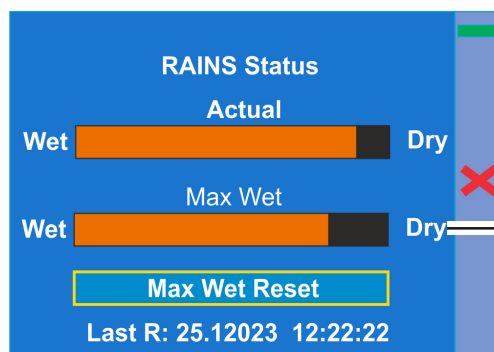 RAINS Status
Actual
Wet Dry
Max Wet
Wet Dry
Max Wet Reset
Last R: 25.12023 12:22:22